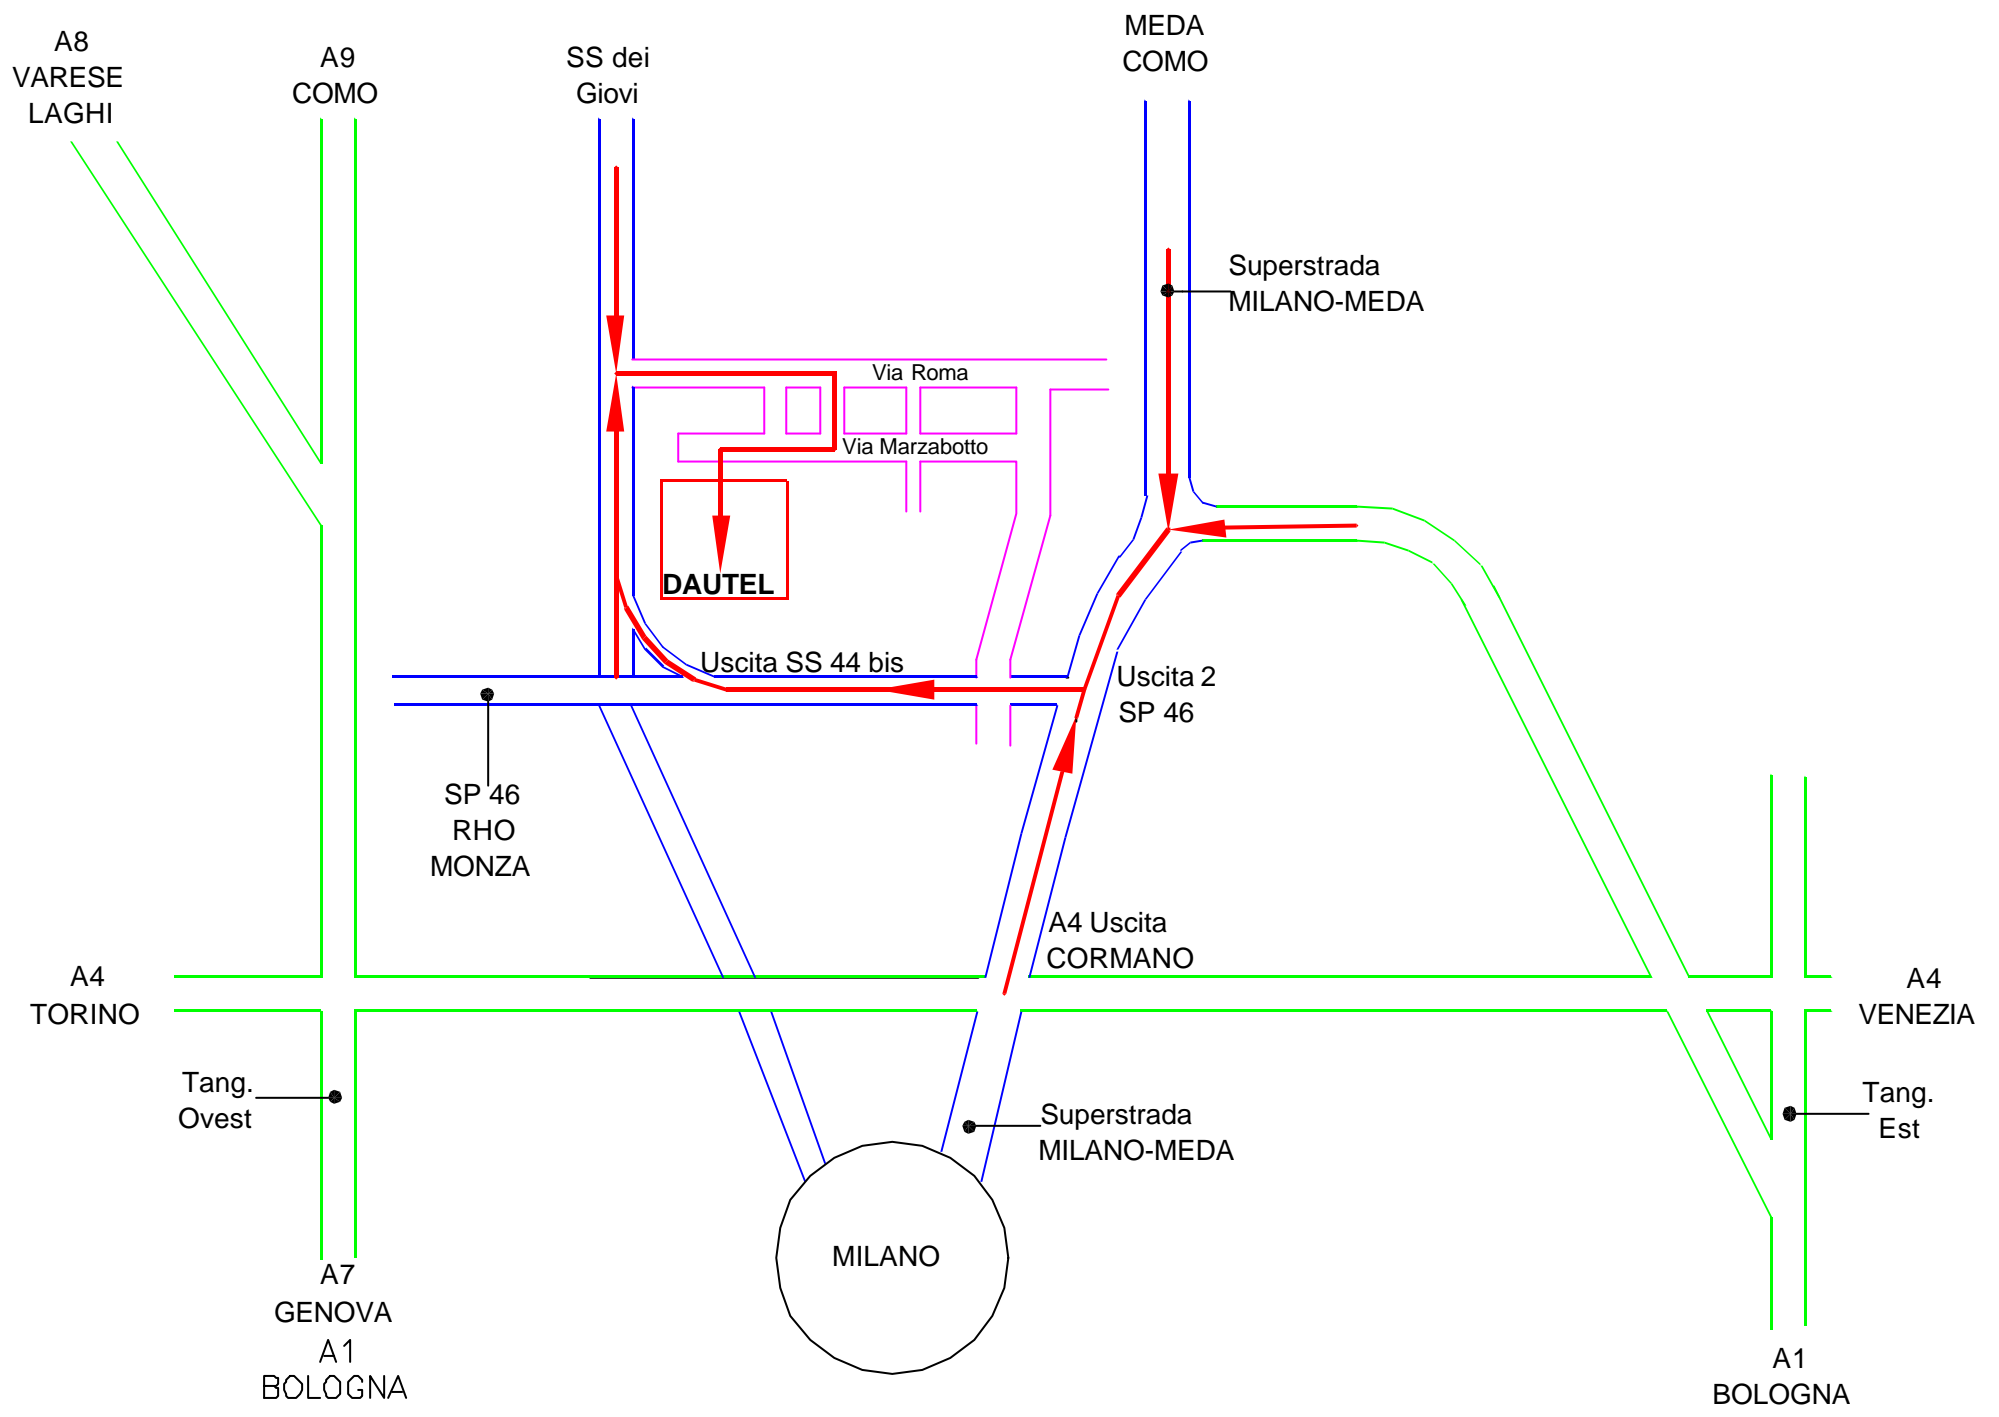 A8
VARESE
LAGHI
A9
COMO
SS dei
Giovi
MEDA
COMO
Superstrada
MILANO-MEDA
Via Roma
Via Marzabotto
DAUTEL
Uscita SS 44 bis
Uscita 2
SP 46
SP 46
RHO
MONZA
A4 Uscita
CORMANO
A4
TORINO
A4
VENEZIA
Tang.
Ovest
Superstrada
MILANO-MEDA
Tang.
Est
MILANO
A7
GENOVA
A1
BOLOGNA
A1
BOLOGNA